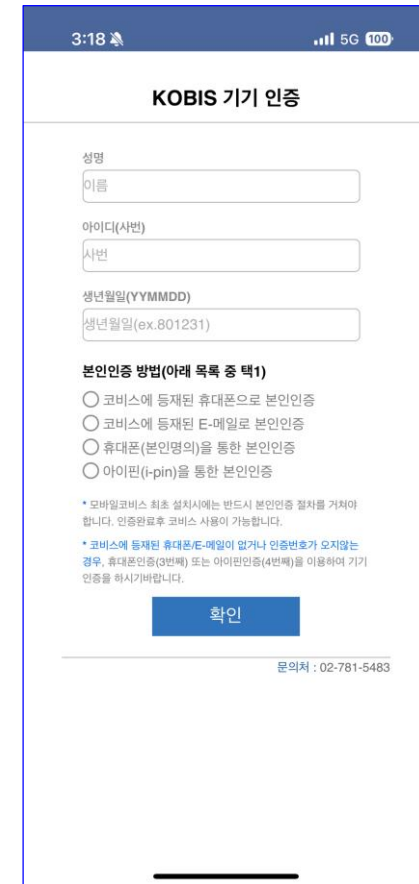 3:18
5G 100
KOBIS 기기 인증
성명
이름
아이디(사번)
사번
생년월일(YYMMDD)
생년월일(ex.801231)
본인인증 방법(아래 목록 중 택1)
코비스에 등재된 휴대폰으로 본인인증
코비스에 등재된 E-메일로 본인인증
휴대폰(본인명의)을 통한 본인인증
아이핀(i-pin)을 통한 본인인증
* 모바일코비스 최초 설치시에는 반드시 본인인증 절차를 거쳐야
합니다. 인증완료후 코비스 사용이 가능합니다.
* 코비스에 등재된 휴대폰/E-메일이 없거나 인증번호가 오지않는
경우, 휴대폰인증(3번째) 또는 아이핀인증(4번째)을 이용하여 기기
인증을 하시기바랍니다.
확인
문의처 : 02-781-5483